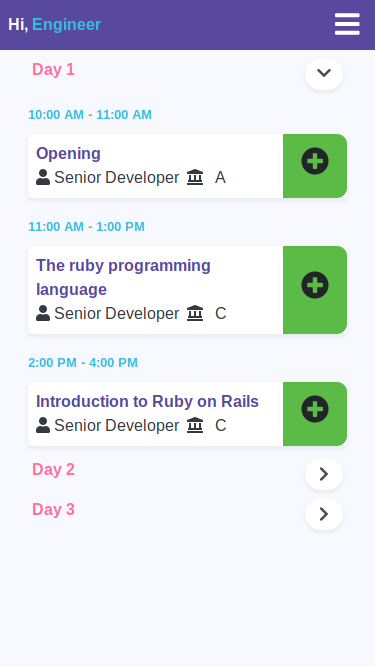 Hi, Engineer
Day 1
10:00 AM - 11:00 AM
Opening
Senior Developer A
11:00 AM - 1:00 PM
The ruby programming
language
Senior Developer C
2:00 PM - 4:00 PM
Introduction to Ruby on Rails
Senior Developer C
Day 2
Day 3